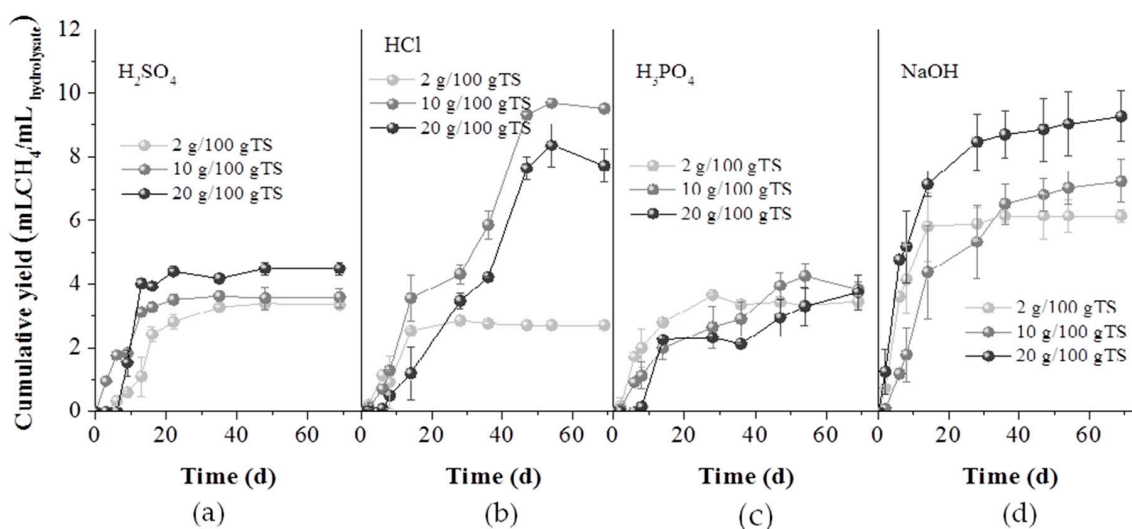 Cumulative yield (mLCH₄/mL hydrolysate)
12
10
8
6
4
2
0
H₂SO₄
2 g/100 gTS
10 g/100 gTS
20 g/100 gTS
0 20 40 60
Time (d)
(a)
HCl
2 g/100 gTS
10 g/100 gTS
20 g/100 gTS
0 20 40 60
Time (d)
(b)
H₃PO₄
2 g/100 gTS
10 g/100 gTS
20 g/100 gTS
0 20 40 60
Time (d)
(c)
NaOH
2 g/100 gTS
10 g/100 gTS
20 g/100 gTS
0 20 40 60
Time (d)
(d)